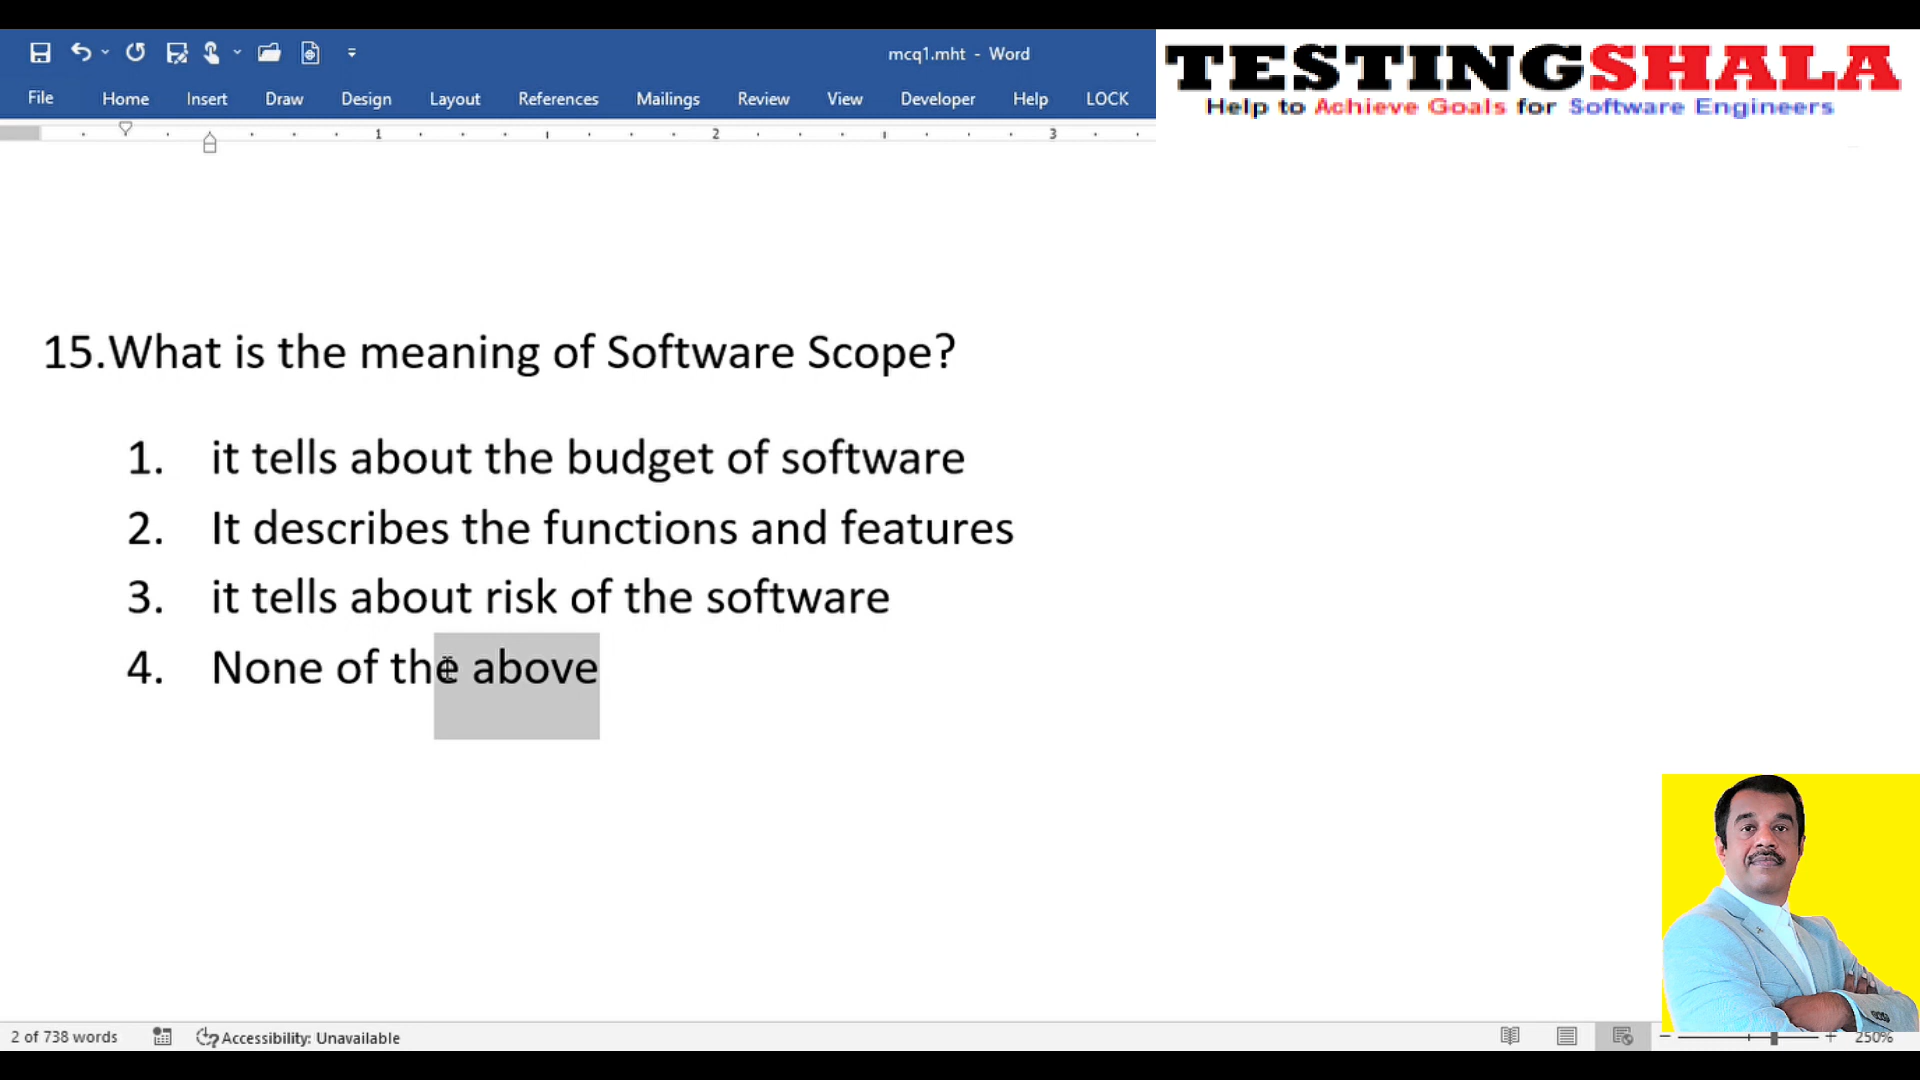 mcq1.mht - Word
TESTINGSHALA
Help to Achieve Goals for Software Engineers
File Home Insert Draw Design Layout References Mailings Review View Developer Help LOCK
1 2 3
15.What is the meaning of Software Scope?
1. it tells about the budget of software
2. It describes the functions and features
3. it tells about risk of the software
4. None of the above
2 of 738 words Accessibility: Unavailable 250%